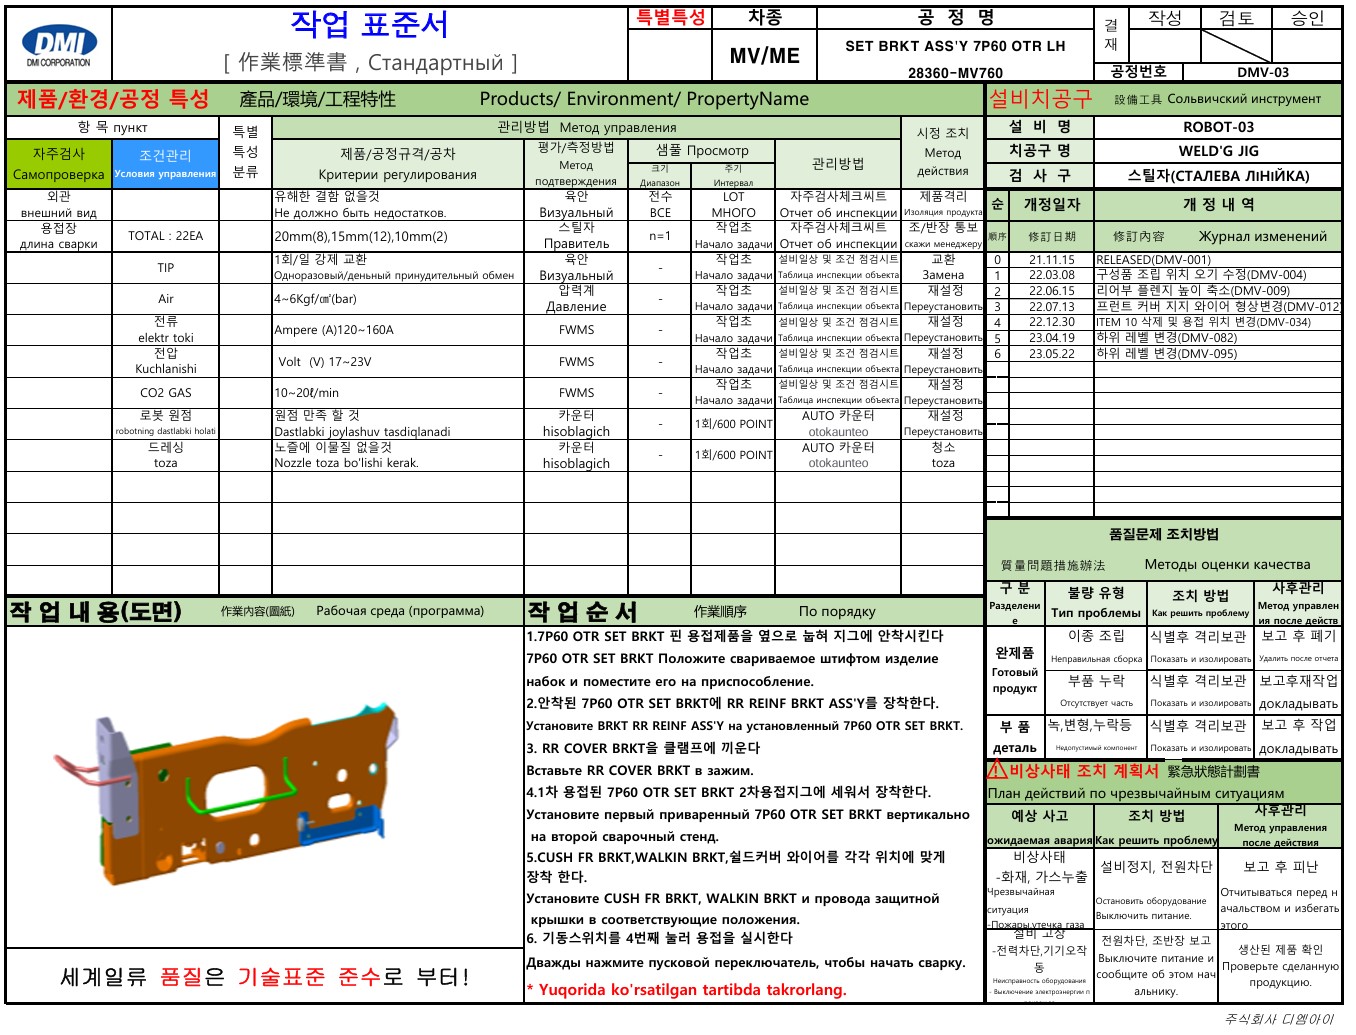 DMI
DMI CORPORATION
작업 표준서
[ 作業標準書 , Стандартный ]
특별특성
차종
MV/ME
공 정 명
SET BRKT ASS'Y 7P60 OTR LH
28360-MV760
결재
작성
검토
승인
공정번호
DMV-03
제품/환경/공정 특성 産品/環境/工程特性 Products/ Environment/ PropertyName
항 목 пункт
자주검사
Самопроверка
조건관리
Условия управления
특별
특성
분류
관리방법 Метод управления
제품/공정규격/공차
Критерии регулирования
평가/측정방법
Метод
подтверждения
샘풀 Просмотр
크기
Диапазон
주기
Интервал
관리방법
시정 조치
Метод
действия
외관
внешний вид
유해한 결함 없을것
Не должно быть недостатков.
육안
Визуальный
전수
ВСЕ
LOT
МНОГО
자주검사체크씨트
Отчет об инспекции
제품격리
Изоляция продукта
용접장
длина сварки
TOTAL : 22EA
20mm(8),15mm(12),10mm(2)
스틸자
Правитель
n=1
작업초
Начало задачи
자주검사체크씨트
Отчет об инспекции
조/반장 통보
скажи менеджеру
TIP
1회/일 강제 교환
Одноразовый/деньный принудительный обмен
육안
Визуальный
-
작업초
Начало задачи
설비일상 및 조건 점검시트
Таблица инспекции объекта
교환
Замена
Air
4~6Kgf/㎠(bar)
압력계
Давление
-
작업초
Начало задачи
설비일상 및 조건 점검시트
Таблица инспекции объекта
재설정
Переустановить
전류
elektr toki
Ampere (A)120~160A
FWMS
-
작업초
Начало задачи
설비일상 및 조건 점검시트
Таблица инспекции объекта
재설정
Переустановить
전압
Kuchlanishi
Volt (V) 17~23V
FWMS
-
작업초
Начало задачи
설비일상 및 조건 점검시트
Таблица инспекции объекта
재설정
Переустановить
CO2 GAS
10~20ℓ/min
FWMS
-
작업초
Начало задачи
설비일상 및 조건 점검시트
Таблица инспекции объекта
재설정
Переустановить
로봇 원점
robotning dastlabki holati
원점 만족 할 것
Dastlabki joylashuv tasdiqlanadi
카운터
hisoblagich
-
1회/600 POINT
AUTO 카운터
otokaunteo
재설정
Переустановить
드레싱
toza
노즐에 이물질 없을것
Nozzle toza bo'lishi kerak.
카운터
hisoblagich
-
1회/600 POINT
AUTO 카운터
otokaunteo
청소
toza
설비치공구 設備工具 Сользвичский инструмент
설 비 명
ROBOT-03
치공구 명
WELD'G JIG
검 사 구
스틸자(СТАЛЕВА ЛІНІЙКА)
순
개정일자
개 정 내 역
順序
修訂日期
修訂內容 Журнал изменений
0 21.11.15 RELEASED(DMV-001)
1 22.03.08 구성품 조립 위치 오기 수정(DMV-004)
2 22.06.15 리어부 플렌지 높이 축소(DMV-009)
3 22.07.13 프런트 커버 지지 와이어 형상변경(DMV-012)
4 22.12.30 ITEM 10 삭제 및 용접 위치 변경(DMV-034)
5 23.04.19 하위 레벨 변경(DMV-082)
6 23.05.22 하위 레벨 변경(DMV-095)
품질문제 조치방법
質量問題措施辦法 Методы оценки качества
구 분
Разделение
불량 유형
Тип проблемы
조치 방법
Как решить проблему
사후관리
Метод управления после действ
완제품
Готовый
продукт
이종 조립
Неправильная сборка
식별후 격리보관
Показать и изолировать
보고 후 폐기
Удалить после отчета
부품 누락
Отсутствует часть
식별후 격리보관
Показать и изолировать
보고후재작업
докладывать
부 품
деталь
녹,변형,누락등
Недопустимый компонент
식별후 격리보관
Показать и изолировать
보고 후 작업
докладывать
비상사태 조치 계획서 緊急狀態計劃書
План действий по чрезвычайным ситуациям
예상 사고
ожидаемая авария
조치 방법
Как решить проблему
사후관리
Метод управления
после действия
비상사태
-화재, 가스누출
Чрезвычайная
ситуация
-Пожары,утечка газа
설비정지, 전원차단
Остановить оборудование
Выключить питание.
보고 후 피난
Отчитываться перед н
ачальством и избегать
этого
설비 고장
-전력차단,기기오작
동
Неисправность оборудования
- Выключение электроэнергии п
전원차단, 조반장 보고
Выключите питание и
сообщите об этом нач
альнику.
생산된 제품 확인
Проверьте сделанную
продукцию.
작 업 내 용(도면) 作業內容(圖紙) Рабочая среда (программа)
세계일류 품질은 기술표준 준수로 부터!
작 업 순 서 作業順序 По порядку
1.7P60 OTR SET BRKT 핀 용접제품을 옆으로 눕혀 지그에 안착시킨다
7P60 OTR SET BRKT Положите свариваемое штифтом изделие
набок и поместите его на приспособление.
2.안착된 7P60 OTR SET BRKT에 RR REINF BRKT ASS'Y를 장착한다.
Установите BRKT RR REINF ASS'Y на установленный 7P60 OTR SET BRKT.
3. RR COVER BRKT을 클램프에 끼운다
Вставьте RR COVER BRKT в зажим.
4.1차 용접된 7P60 OTR SET BRKT 2차용접지그에 세워서 장착한다.
Установите первый приваренный 7P60 OTR SET BRKT вертикально
на второй сварочный стенд.
5.CUSH FR BRKT,WALKIN BRKT,쉴드커버 와이어를 각각 위치에 맞게
장착 한다.
Установите CUSH FR BRKT, WALKIN BRKT и провода защитной
крышки в соответствующие положения.
6. 기동스위치를 4번째 눌러 용접을 실시한다
Дважды нажмите пусковой переключатель, чтобы начать сварку.
* Yuqorida ko'rsatilgan tartibda takrorlang.
주식회사 디엠아이